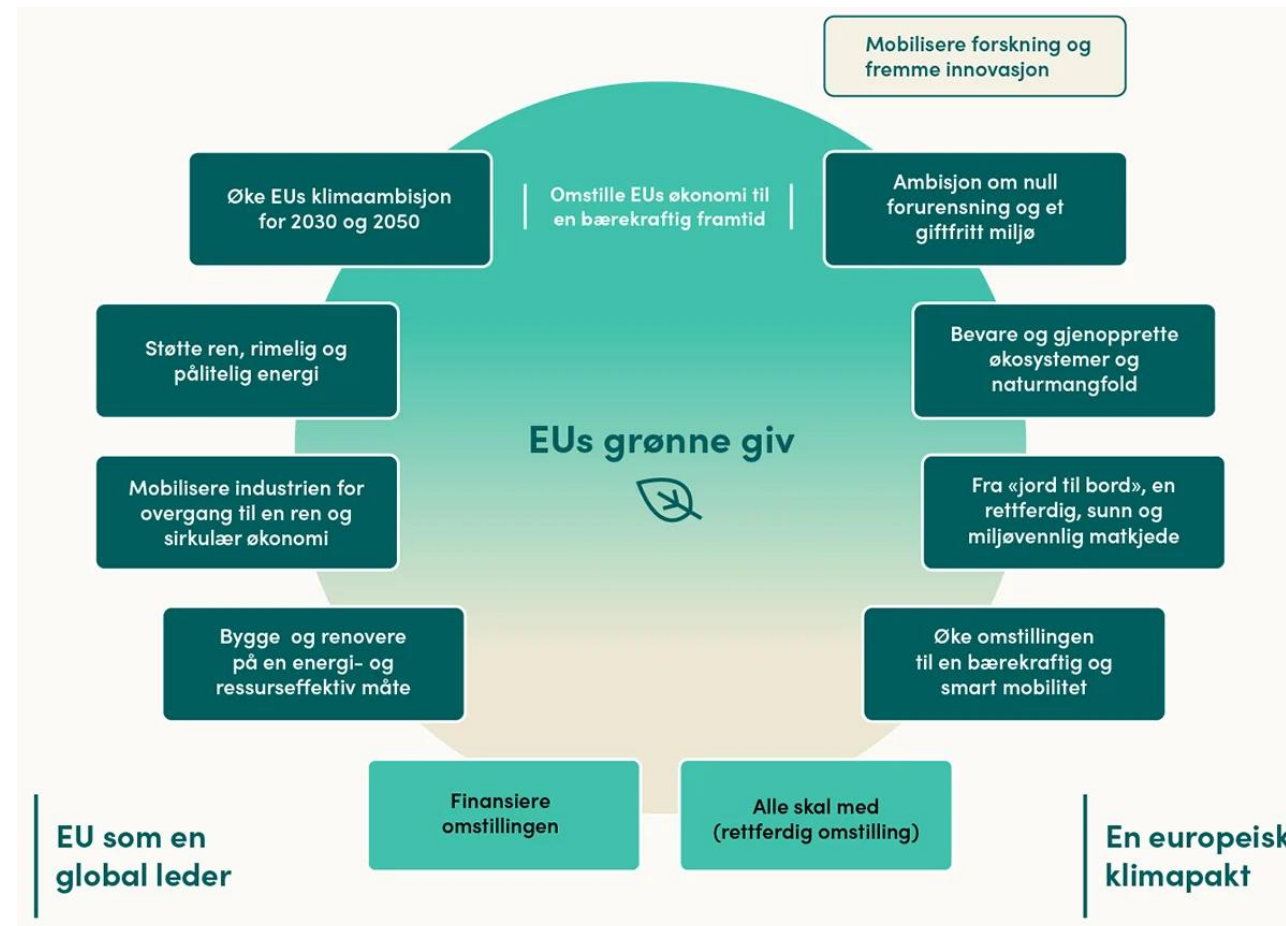 Mobilisere forskning og
fremme innovasjon
Øke EUs klimaambisjon
for 2030 og 2050
Omstille EUs økonomi til
en bærekraftig framtid
Ambisjon om null
forurensning og et
giftfritt miljø
Støtte ren, rimelig og
pålitelig energi
Bevare og gjenopprette
økosystemer og
naturmangfold
EUs grønne giv
Mobilisere industrien for
overgang til en ren og
sirkulær økonomi
Fra «jord til bord», en
rettferdig, sunn og
miljøvennlig matkjede
Bygge og renovere
på en energi- og
ressurseffektiv måte
Øke omstillingen
til en bærekraftig og
smart mobilitet
Finansiere
omstillingen
Alle skal med
(rettferdig omstilling)
EU som en
global leder
En europeisk
klimapakt